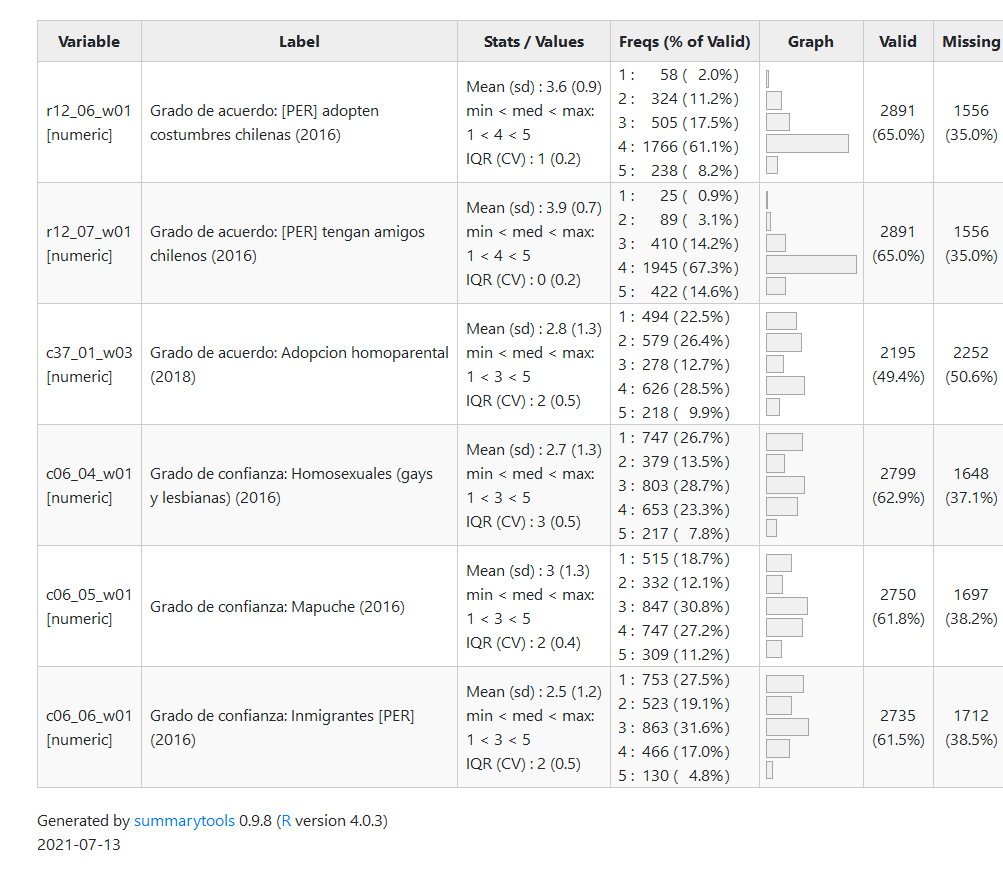 Variable Label Stats / Values Freqs (% of Valid) Graph Valid Missing
r12_06_w01
[numeric]
Grado de acuerdo: [PER] adopten
costumbres chilenas (2016)
Mean (sd) : 3.6 (0.9)
min < med < max:
1 < 4 < 5
IQR (CV) : 1 (0.2)
1 : 58 ( 2.0%)
2 : 324 (11.2%)
3 : 505 (17.5%)
4 : 1766 (61.1%)
5 : 238 ( 8.2%)
2891
(65.0%)
1556
(35.0%)
r12_07_w01
[numeric]
Grado de acuerdo: [PER] tengan amigos
chilenos (2016)
Mean (sd) : 3.9 (0.7)
min < med < max:
1 < 4 < 5
IQR (CV) : 0 (0.2)
1 : 25 ( 0.9%)
2 : 89 ( 3.1%)
3 : 410 (14.2%)
4 : 1945 (67.3%)
5 : 422 (14.6%)
2891
(65.0%)
1556
(35.0%)
c37_01_w03
[numeric]
Grado de acuerdo: Adopcion homoparental
(2018)
Mean (sd) : 2.8 (1.3)
min < med < max:
1 < 3 < 5
IQR (CV) : 2 (0.5)
1 : 494 (22.5%)
2 : 579 (26.4%)
3 : 278 (12.7%)
4 : 626 (28.5%)
5 : 218 ( 9.9%)
2195
(49.4%)
2252
(50.6%)
c06_04_w01
[numeric]
Grado de confianza: Homosexuales (gays
y lesbianas) (2016)
Mean (sd) : 2.7 (1.3)
min < med < max:
1 < 3 < 5
IQR (CV) : 3 (0.5)
1 : 747 (26.7%)
2 : 379 (13.5%)
3 : 803 (28.7%)
4 : 653 (23.3%)
5 : 217 ( 7.8%)
2799
(62.9%)
1648
(37.1%)
c06_05_w01
[numeric]
Grado de confianza: Mapuche (2016)
Mean (sd) : 3 (1.3)
min < med < max:
1 < 3 < 5
IQR (CV) : 2 (0.4)
1 : 515 (18.7%)
2 : 332 (12.1%)
3 : 847 (30.8%)
4 : 747 (27.2%)
5 : 309 (11.2%)
2750
(61.8%)
1697
(38.2%)
c06_06_w01
[numeric]
Grado de confianza: Inmigrantes [PER]
(2016)
Mean (sd) : 2.5 (1.2)
min < med < max:
1 < 3 < 5
IQR (CV) : 2 (0.5)
1 : 753 (27.5%)
2 : 523 (19.1%)
3 : 863 (31.6%)
4 : 466 (17.0%)
5 : 130 ( 4.8%)
2735
(61.5%)
1712
(38.5%)
Generated by summarytools 0.9.8 (R version 4.0.3)
2021-07-13